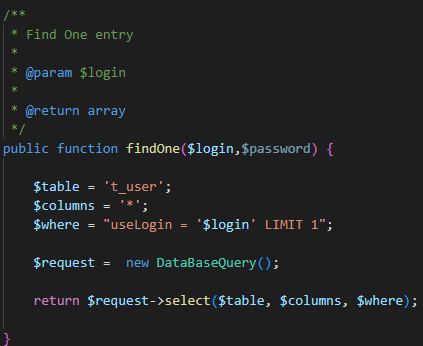 /**
* Find One entry
*
* @param $login
*
* @return array
*/
public function findOne($login,$password) {
$table = 't_user';
$columns = '*';
$where = "useLogin = '$login' LIMIT 1";
$request =  new DataBaseQuery();
return $request->select($table, $columns, $where);
}